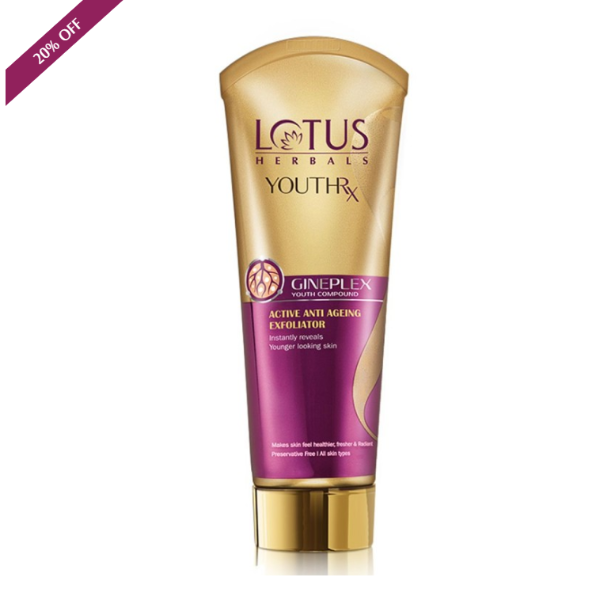 20% OFF
LOTUS
HERBALS
YOUTHRx
GINEPLEX
YOUTH COMPOUND
ACTIVE ANTI AGEING
EXFOLIATOR
Instantly reveals
Younger looking skin
Makes skin feel healthier, fresher & Radiant
Preservative Free | All skin types